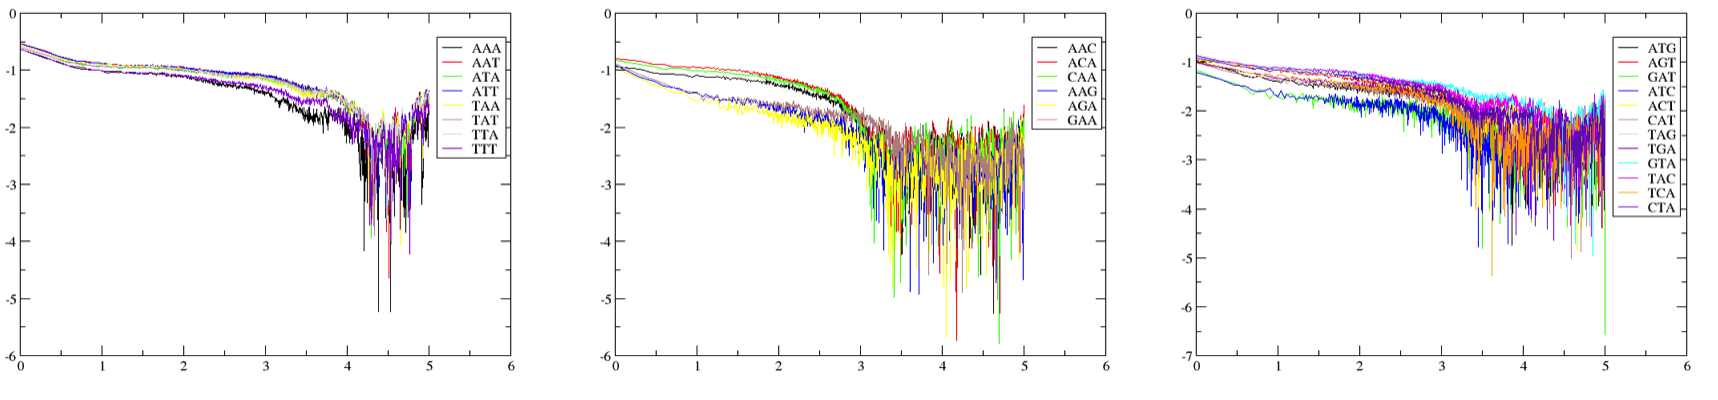 0
-1
-2
-3
-4
-5
-6
0 1 2 3 4 5 6
AAA
AAT
ATA
ATT
TAA
TAT
TTA
TTT
0
-1
-2
-3
-4
-5
-6
0 1 2 3 4 5 6
AAC
ACA
CAA
AAG
AGA
GAA
0
-1
-2
-3
-4
-5
-6
-7
0 1 2 3 4 5 6
ATG
AGT
GAT
ATC
ACT
CAT
TAG
TGA
GTA
TAC
TCA
CTA